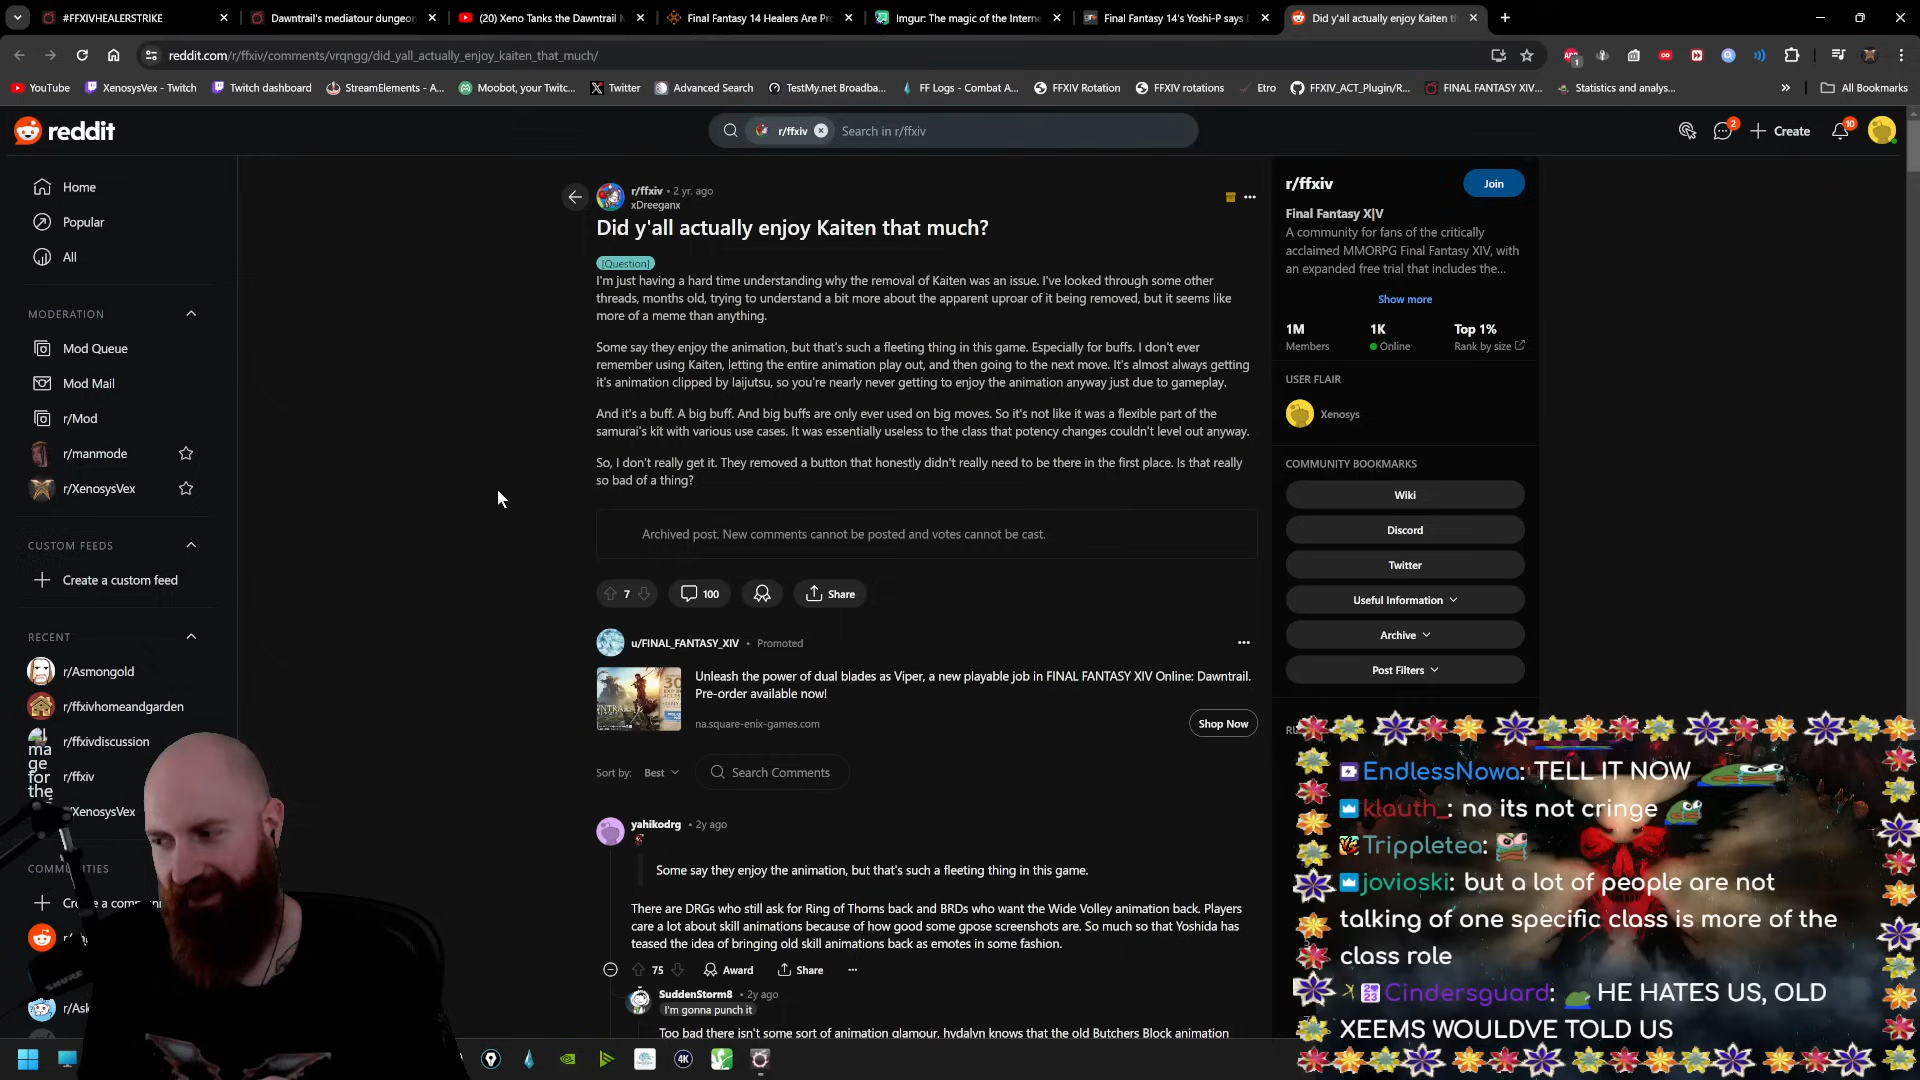 #FFXIVHEALERSTRIKE
Dawntrail's mediatour dungeon
(20) Xeno Tanks the Dawntrail
Final Fantasy 14 Healers Are Pr
Imgur: The magic of the Interne
Final Fantasy 14's Yoshi-P says
Did y'all actually enjoy Kaiten th
reddit.com/r/ffxiv/comments/vrqngg/did_yall_actually_enjoy_kaiten_that_much/
YouTube
XenosysVex - Twitch
Twitch dashboard
StreamElements - A...
Moobot, your Twitc...
Twitter
Advanced Search
TestMy.net Broadba...
FF Logs - Combat A...
FFXIV Rotation
FFXIV rotations
Etro
FFXIV_ACT_Plugin/R...
FINAL FANTASY XIV...
Statistics and analys...
All Bookmarks
reddit
r/ffxiv
Search in r/ffxiv
2
Create
10
Home
Popular
All
MODERATION
Mod Queue
Mod Mail
r/Mod
r/manmode
r/XenosysVex
CUSTOM FEEDS
Create a custom feed
RECENT
r/Asmongold
r/ffxivhomeandgarden
r/ffxivdiscussion
r/ffxiv
XenosysVex
COMMUNITIES
r/ffxiv • 2 yr. ago
xDreeganx
Did y'all actually enjoy Kaiten that much?
[Question]
I'm just having a hard time understanding why the removal of Kaiten was an issue. I've looked through some other
threads, months old, trying to understand a bit more about the apparent uproar of it being removed, but it seems like
more of a meme than anything.
Some say they enjoy the animation, but that's such a fleeting thing in this game. Especially for buffs. I don't ever
remember using Kaiten, letting the entire animation play out, and then going to the next move. It's almost always getting
it's animation clipped by Iaijutsu, so you're nearly never getting to enjoy the animation anyway just due to gameplay.
And it's a buff. A big buff. And big buffs are only ever used on big moves. So it's not like it was a flexible part of the
samurai's kit with various use cases. It was essentially useless to the class that potency changes couldn't level out anyway.
So, I don't really get it. They removed a button that honestly didn't really need to be there in the first place. Is that really
so bad of a thing?
Archived post. New comments cannot be posted and votes cannot be cast.
7
100
Share
u/FINAL_FANTASY_XIV • Promoted
Unleash the power of dual blades as Viper, a new playable job in FINAL FANTASY XIV Online: Dawntrail.
Pre-order available now!
na.square-enix-games.com
Shop Now
Sort by: Best
Search Comments
yahikodrg • 2y ago
Some say they enjoy the animation, but that's such a fleeting thing in this game.
There are DRGs who still ask for Ring of Thorns back and BRDs who want the Wide Volley animation back. Players
care a lot about skill animations because of how good some gpose screenshots are. So much so that Yoshida has
teased the idea of bringing old skill animations back as emotes in some fashion.
75
Award
Share
SuddenStorm8 • 2y ago
I'm gonna punch it
Too bad there isn't some sort of animation glamour, hydalyn knows that the old Butchers Block animation
r/ffxiv
Join
Final Fantasy X|V
A community for fans of the critically
acclaimed MMORPG Final Fantasy XIV, with
an expanded free trial that includes the...
Show more
1M
Members
1K
Online
Top 1%
Rank by size
USER FLAIR
Xenosys
COMMUNITY BOOKMARKS
Wiki
Discord
Twitter
Useful Information
Archive
Post Filters
EndlessNowa: TELL IT NOW
klauth_: no its not cringe
Trippletea:
jovioski: but a lot of people are not
talking of one specific class is more of the
class role
Cindersguard: HE HATES US, OLD
XEEMS WOULDVE TOLD US